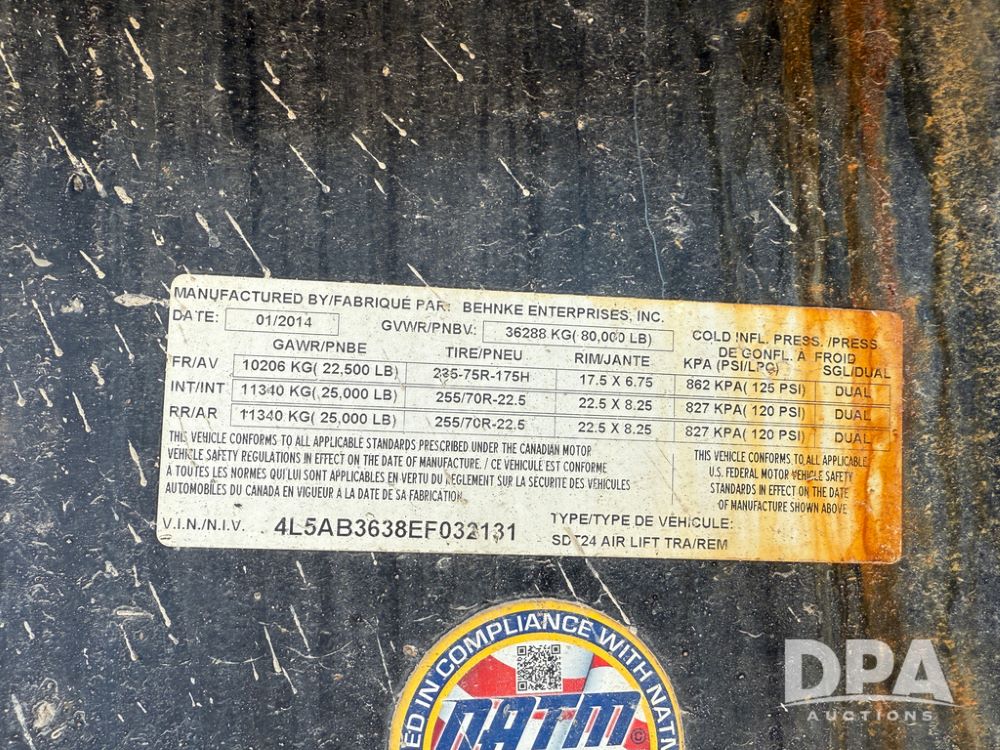 MANUFACTURED BY/FABRIQUÉ PAR: BEHNKE ENTERPRISES, INC.
DATE: 01/2014 GVWR/PNBV: 36288 KG( 80,000 LB)
COLD INFL. PRESS. /PRESS.
DE GONFL. À FROID
GAWR/PNBE TIRE/PNEU RIM/JANTE KPA (PSI/LPC) SGL/DUAL
FR/AV 10206 KG( 22,500 LB) 235-75R-175H 17.5 X 6.75 862 KPA( 125 PSI) DUAL
INT/INT 11340 KG( 25,000 LB) 255/70R-22.5 22.5 X 8.25 827 KPA( 120 PSI) DUAL
RR/AR 11340 KG( 25,000 LB) 255/70R-22.5 22.5 X 8.25 827 KPA( 120 PSI) DUAL
THIS VEHICLE CONFORMS TO ALL APPLICABLE STANDARDS PRESCRIBED UNDER THE CANADIAN MOTOR
VEHICLE SAFETY REGULATIONS IN EFFECT ON THE DATE OF MANUFACTURE. / CE VÉHICULE EST CONFORME
À TOUTES LES NORMES QUI LUI SONT APPLICABLES EN VERTU DU RÈGLEMENT SUR LA SÉCURITÉ DES VÉHICULES
AUTOMOBILES DU CANADA EN VIGUEUR À LA DATE DE SA FABRICATION.
THIS VEHICLE CONFORMS TO ALL APPLICABLE
U.S. FEDERAL MOTOR VEHICLE SAFETY
STANDARDS IN EFFECT ON THE DATE
OF MANUFACTURE SHOWN ABOVE
V.I.N./N.I.V. 4L5AB3638EF032131
TYPE/TYPE DE VÉHICULE:
SDT24 AIR LIFT TRA/REM
IN COMPLIANCE WITH NATM
NATM
DPA
AUCTIONS